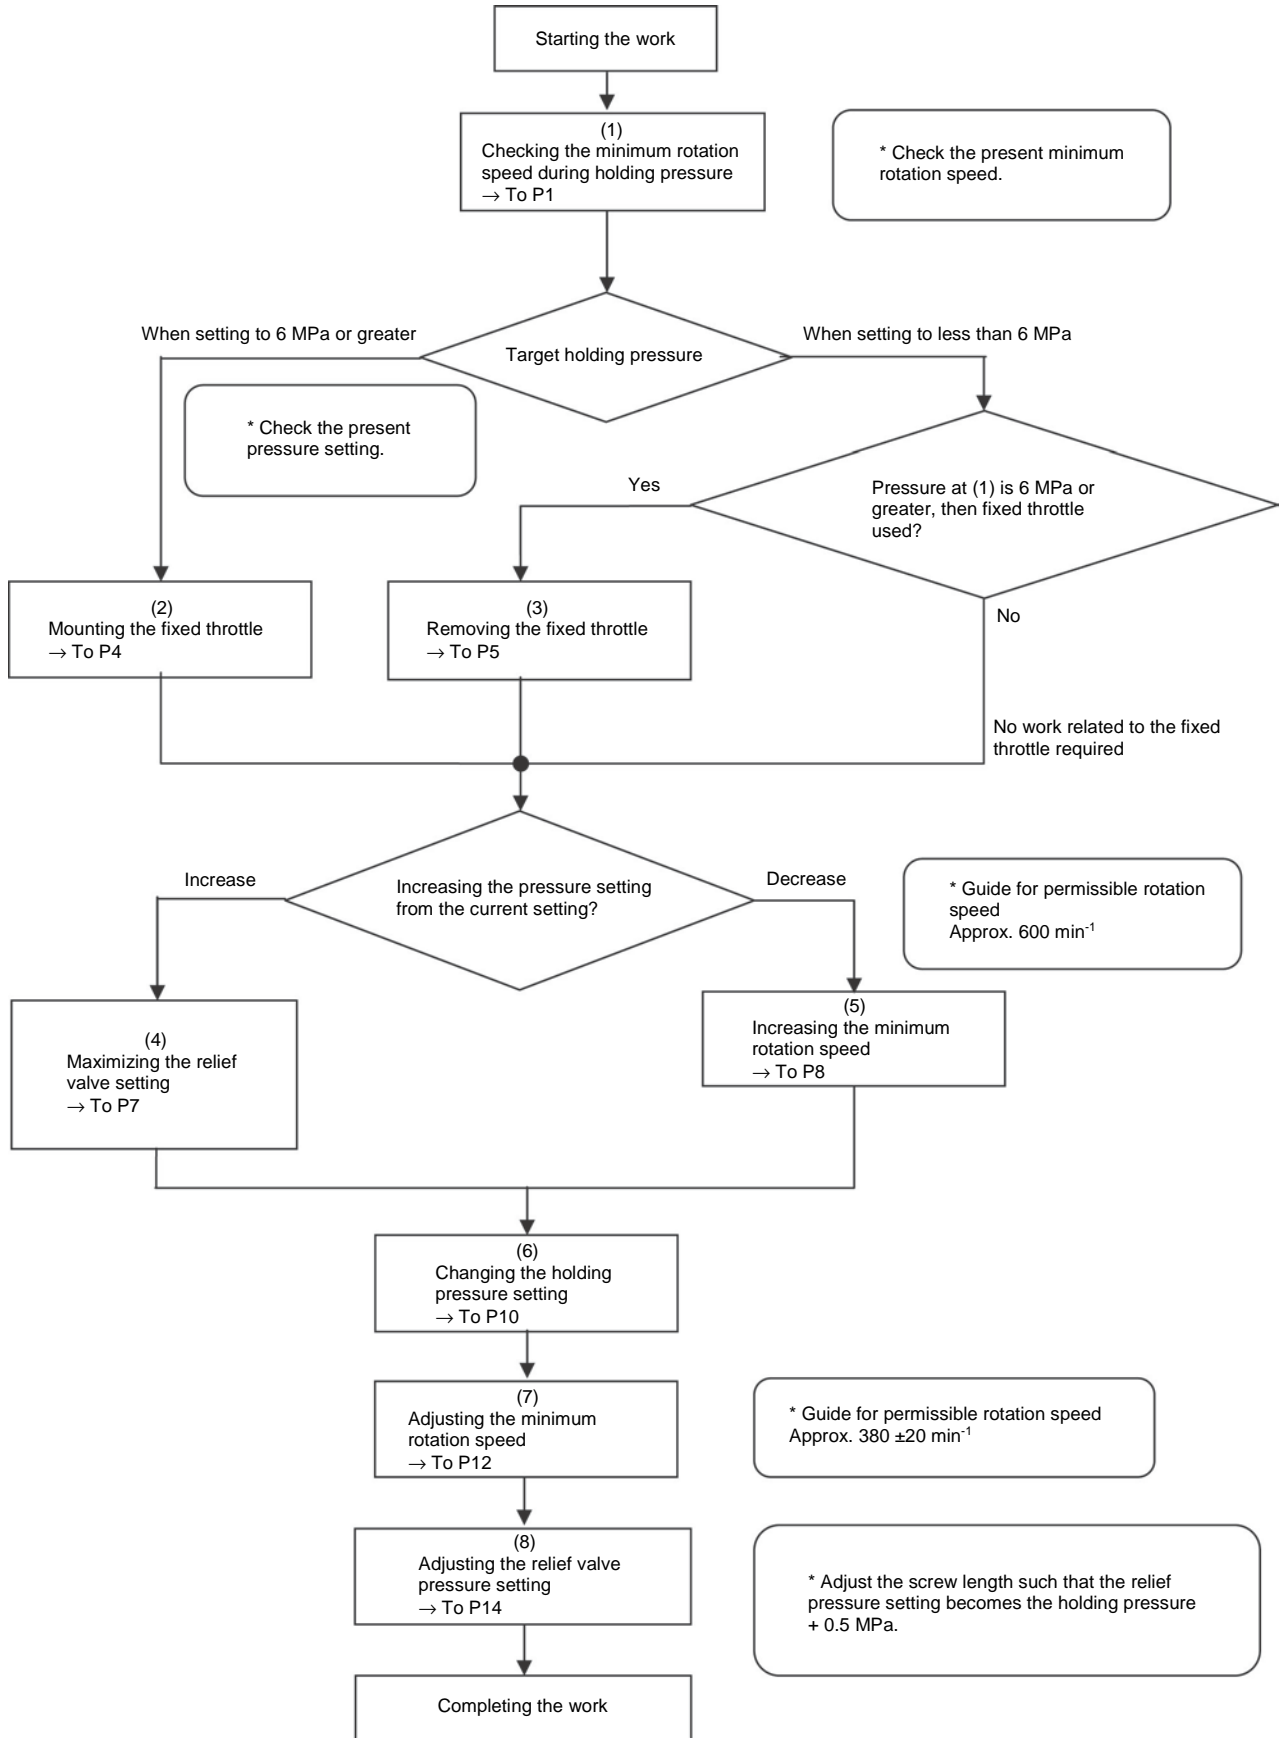 Starting the work
(1)
Checking the minimum rotation
speed during holding pressure
→ To P1
* Check the present minimum
rotation speed.
When setting to 6 MPa or greater
Target holding pressure
When setting to less than 6 MPa
* Check the present
pressure setting.
Yes
Pressure at (1) is 6 MPa or
greater, then fixed throttle
used?
No
(2)
Mounting the fixed throttle
→ To P4
(3)
Removing the fixed throttle
→ To P5
No work related to the fixed
throttle required
Increase
Increasing the pressure setting
from the current setting?
Decrease
* Guide for permissible rotation
speed
Approx. 600 min⁻¹
(4)
Maximizing the relief
valve setting
→ To P7
(5)
Increasing the minimum
rotation speed
→ To P8
(6)
Changing the holding
pressure setting
→ To P10
(7)
Adjusting the minimum
rotation speed
→ To P12
* Guide for permissible rotation speed
Approx. 380 ±20 min⁻¹
(8)
Adjusting the relief valve
pressure setting
→ To P14
* Adjust the screw length such that the relief
pressure setting becomes the holding pressure
+ 0.5 MPa.
Completing the work